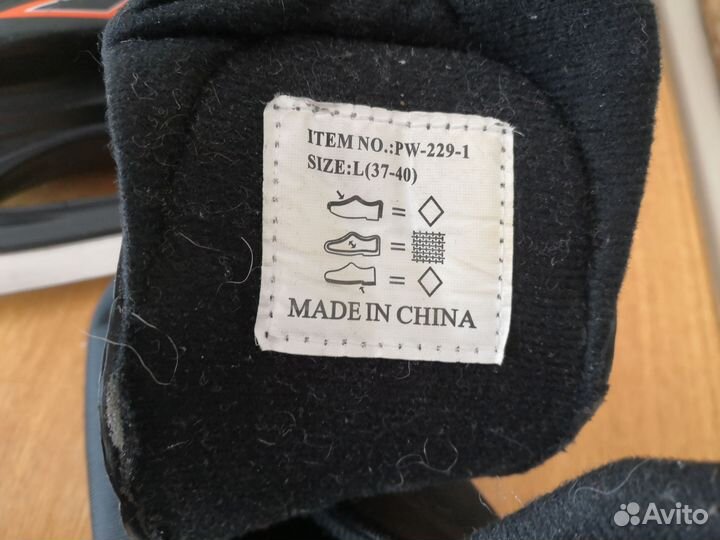 ITEM NO.:PW-229-1
SIZE:L(37-40)
= ◇
=
= ◇
MADE IN CHINA
Avito